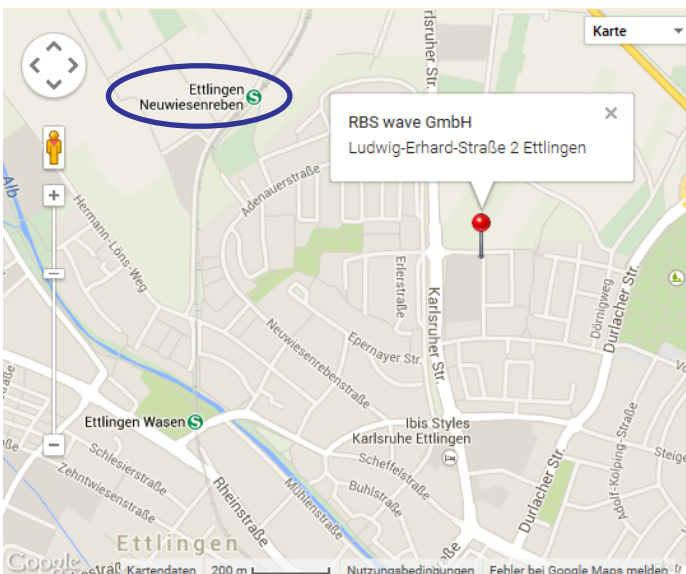 Karte
rlsruher Str.
Ettlingen
Neuwiesenreben
S
RBS wave GmbH
Ludwig-Erhard-Straße 2 Ettlingen
Adenauerstraße
Alb
Hermann-Löns-Weg
Erlerstraße
Karlsruher Str.
Dörnigweg
Durlacher Str.
Neuwiesenrebenstraße
Epernayer Str.
Ettlingen Wasen
S
Ibis Styles
Karlsruhe Ettlingen
Scheffelstraße
Buhlstraße
Schlesierstraße
Zehntwiesenstraße
Rheinstraße
Mühlenstraße
Durlacher Str.
Adolf-Kolping-Straße
Steige
Ettlingen
Google
Kartendaten
200 m
Nutzungsbedingungen
Fehler bei Google Maps melden